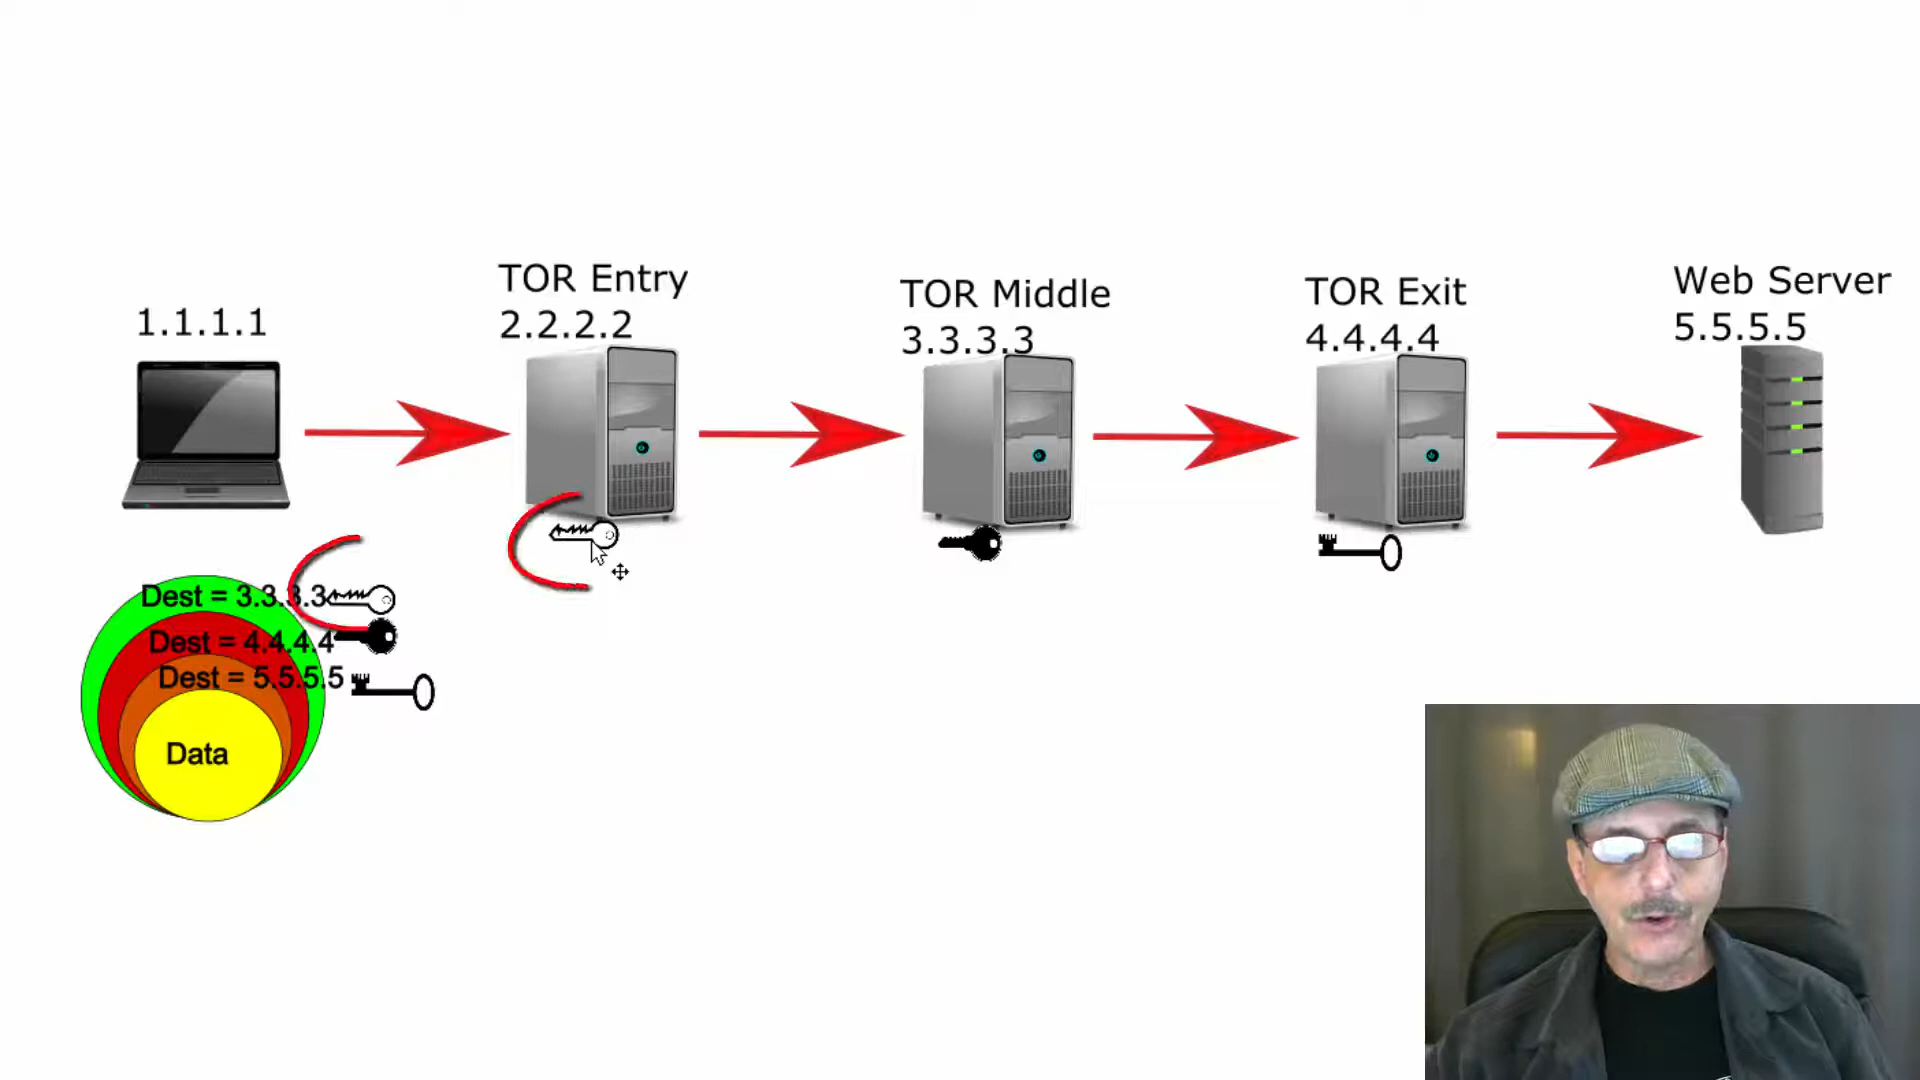 1.1.1.1
TOR Entry
2.2.2.2
TOR Middle
3.3.3.3
TOR Exit
4.4.4.4
Web Server
5.5.5.5
Dest = 3.3.3.3
Dest = 4.4.4.4
Dest = 5.5.5.5
Data